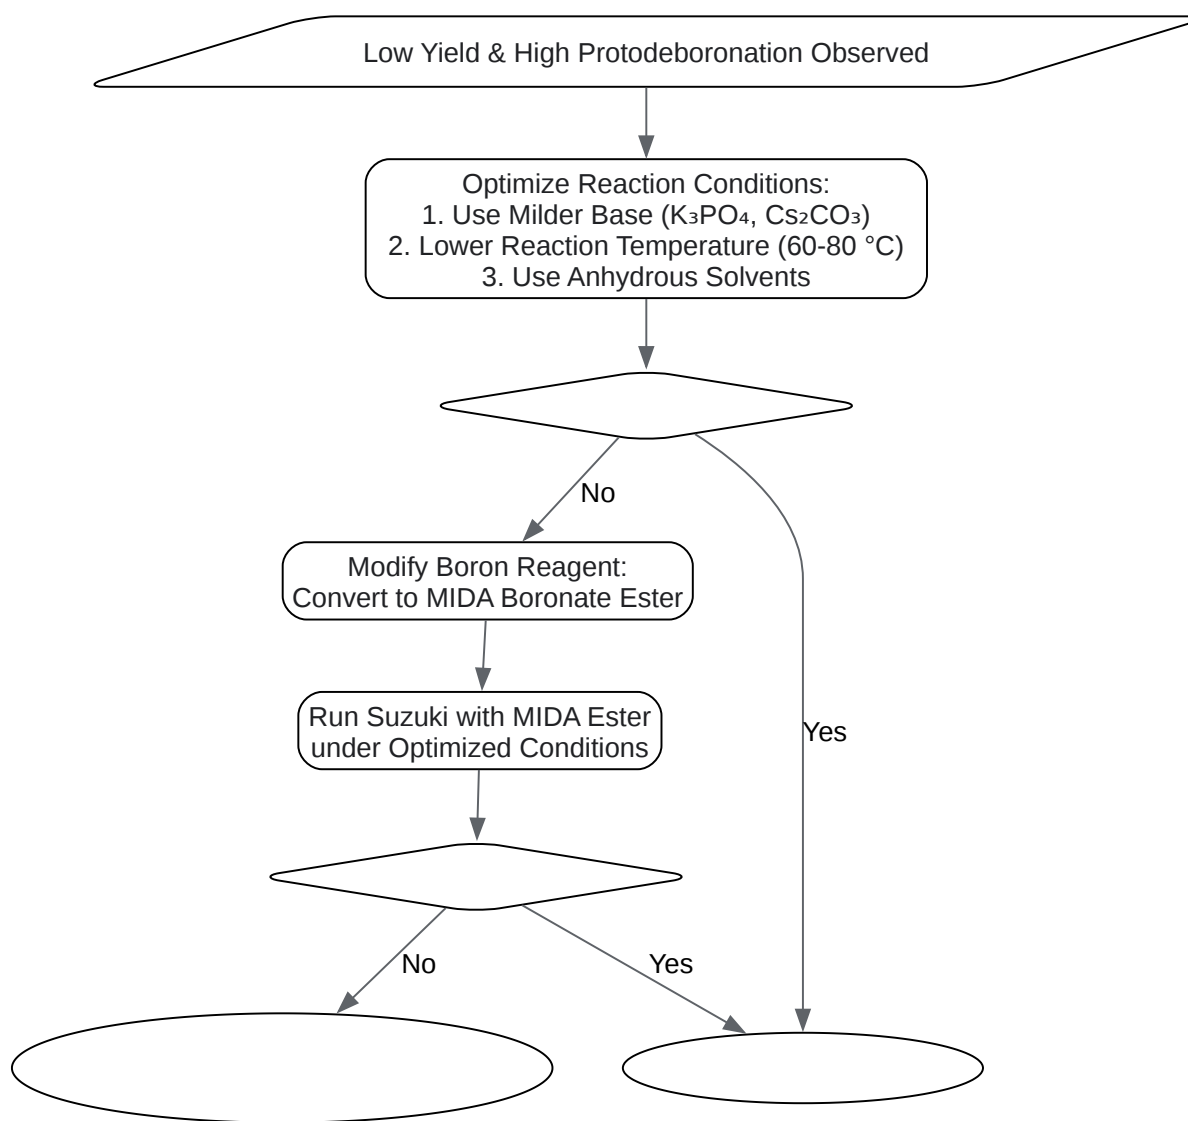 Low Yield & High Protodeboronation Observed
Optimize Reaction Conditions:
1. Use Milder Base (K₃PO₄, Cs₂CO₃)
2. Lower Reaction Temperature (60-80 °C)
3. Use Anhydrous Solvents
No
Modify Boron Reagent:
Convert to MIDA Boronate Ester
Run Suzuki with MIDA Ester
under Optimized Conditions
Yes
No
Yes